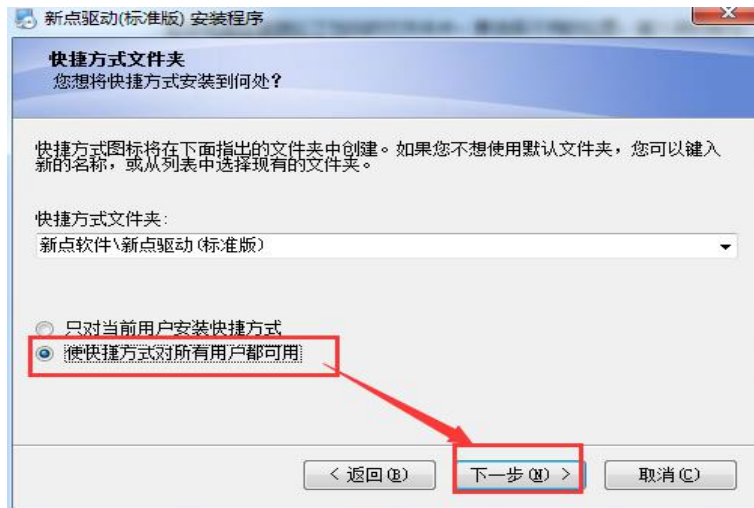 新点驱动(标准版) 安装程序
快捷方式文件夹
您想将快捷方式安装到何处?
快捷方式图标将在下面指出的文件夹中创建。如果您不想使用默认文件夹，您可以键入
新的名称，或从列表中选择现有的文件夹。
快捷方式文件夹:
新点软件\新点驱动(标准版)
只对当前用户安装快捷方式
使快捷方式对所有用户都可用
< 返回(B)
下一步(N) >
取消(C)